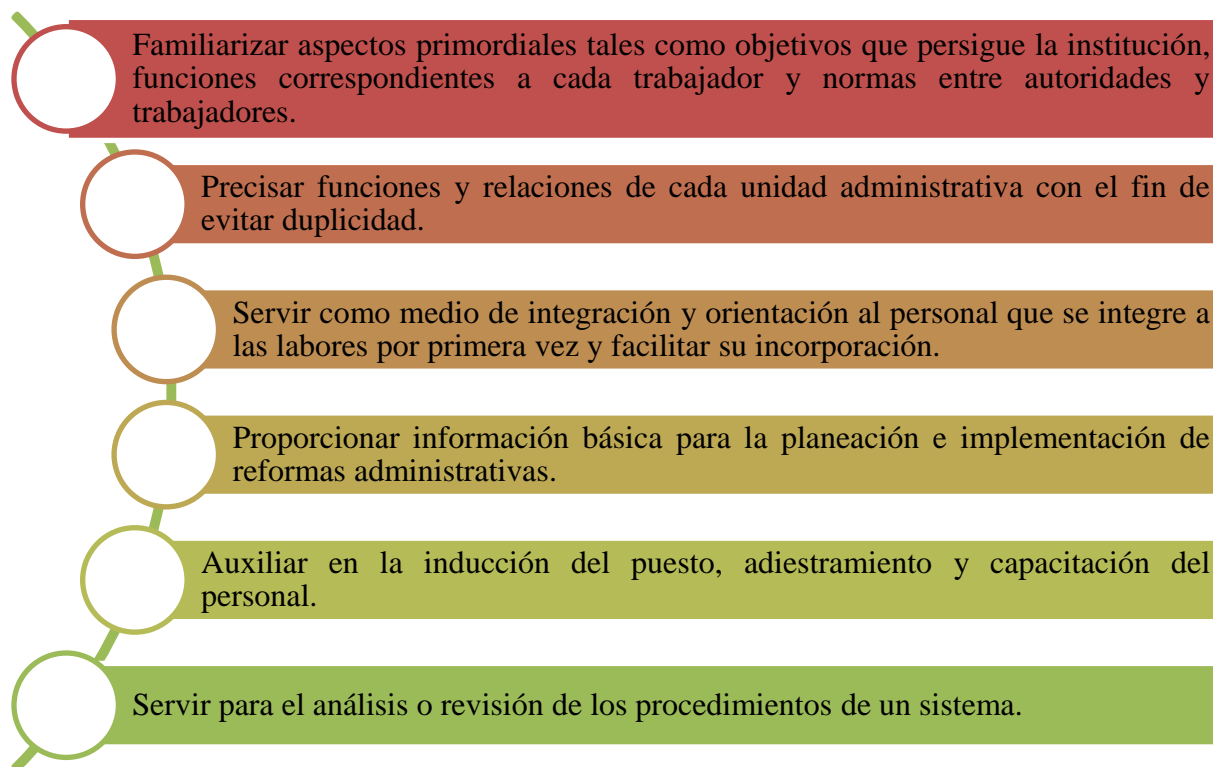 Familiarizar aspectos primordiales tales como objetivos que persigue la institución,
funciones correspondientes a cada trabajador y normas entre autoridades y
trabajadores.
Precisar funciones y relaciones de cada unidad administrativa con el fin de
evitar duplicidad.
Servir como medio de integración y orientación al personal que se integre a
las labores por primera vez y facilitar su incorporación.
Proporcionar información básica para la planeación e implementación de
reformas administrativas.
Auxiliar en la inducción del puesto, adiestramiento y capacitación del
personal.
Servir para el análisis o revisión de los procedimientos de un sistema.